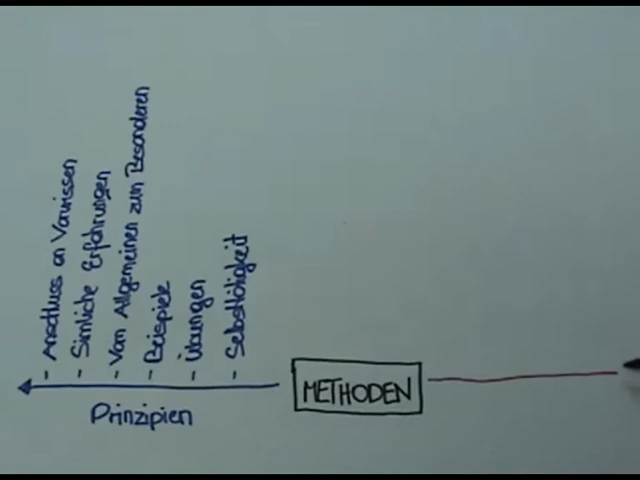 - Anschluss an Vorwissen
- Sinnliche Erfahrungen
- Vom Allgemeinen zum Besonderen
- Beispiele
- Übungen
- Selbsttätigkeit
Prinzipien
METHODEN